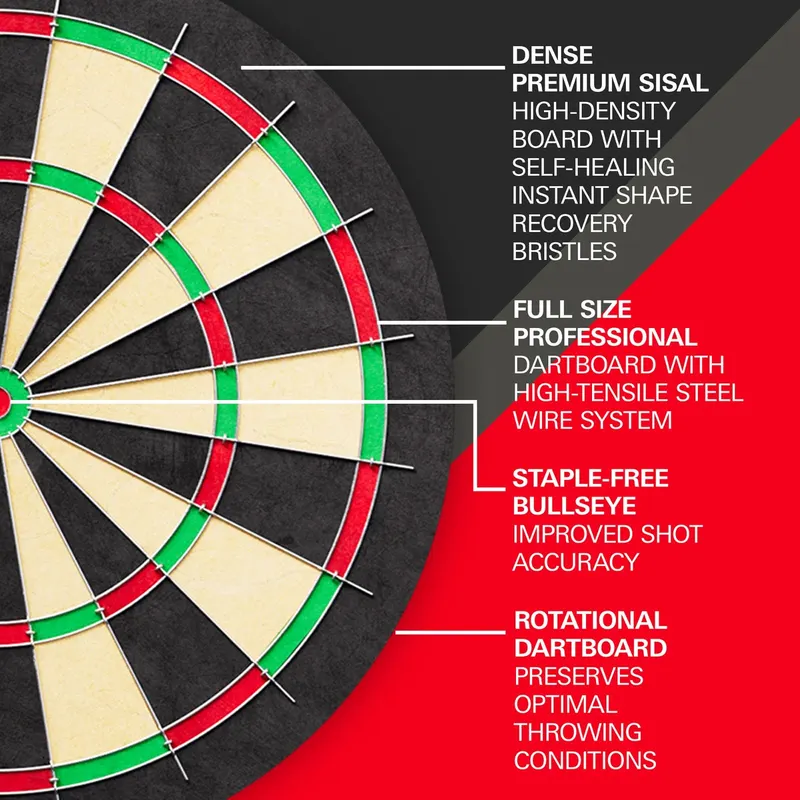 DENSE
PREMIUM SISAL
HIGH-DENSITY
BOARD WITH
SELF-HEALING
INSTANT SHAPE
RECOVERY
BRISTLES
FULL SIZE
PROFESSIONAL
DARTBOARD WITH
HIGH-TENSILE STEEL
WIRE SYSTEM
STAPLE-FREE
BULLSEYE
IMPROVED SHOT
ACCURACY
ROTATIONAL
DARTBOARD
PRESERVES
OPTIMAL
THROWING
CONDITIONS